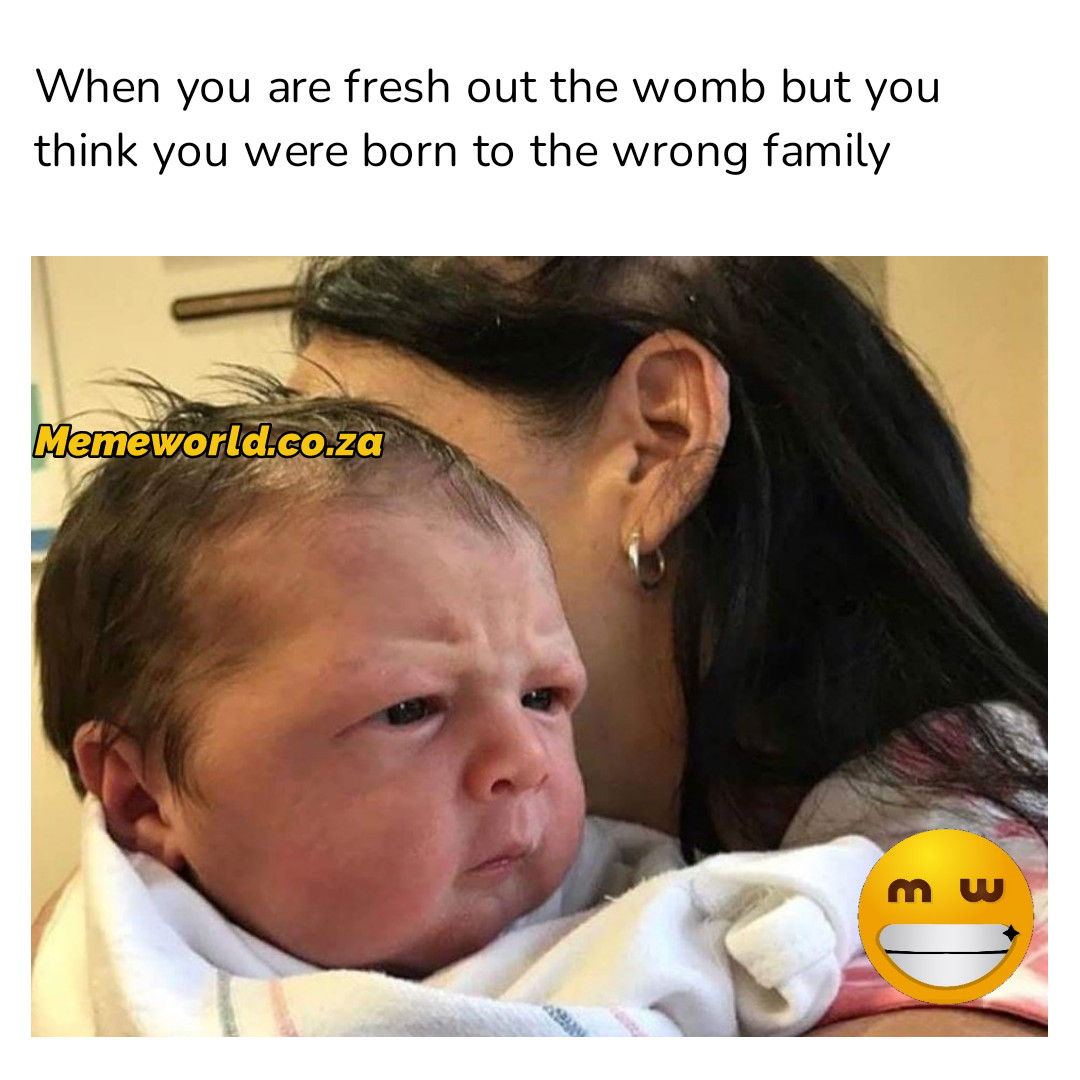 When you are fresh out the womb but you
think you were born to the wrong family
Memeworld.co.za
m w